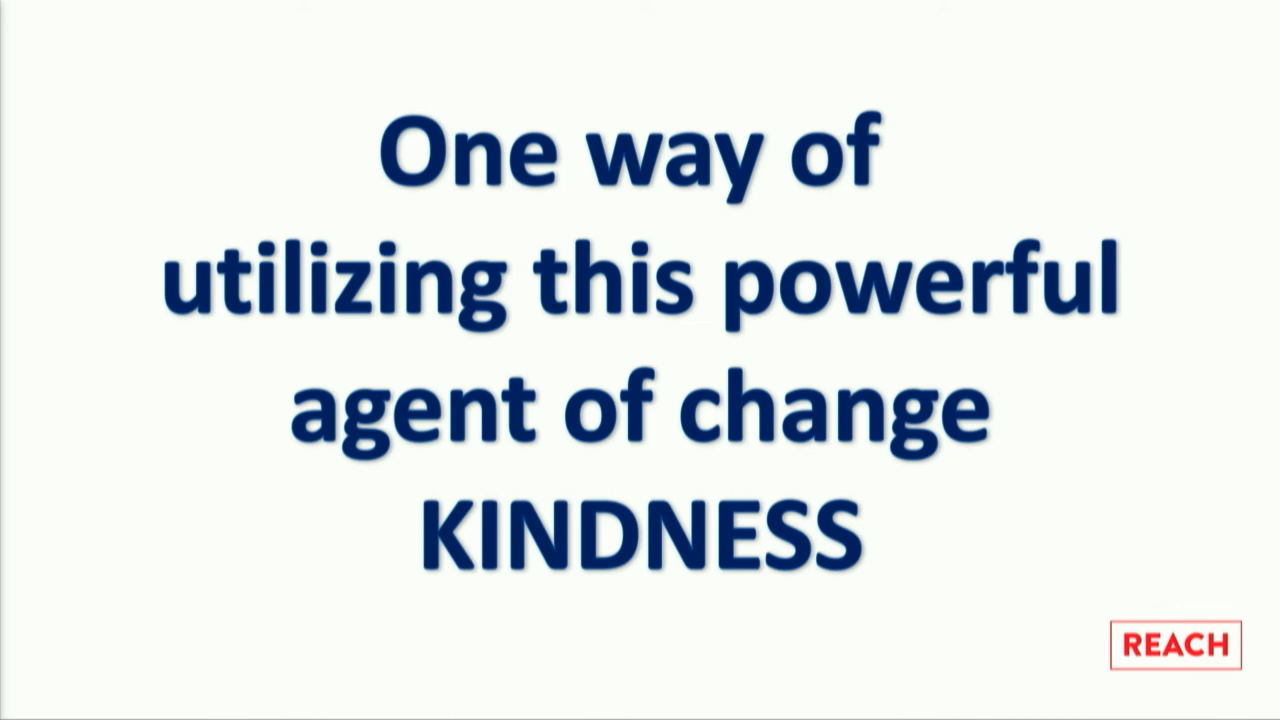 One way of
utilizing this powerful
agent of change
KINDNESS
REACH